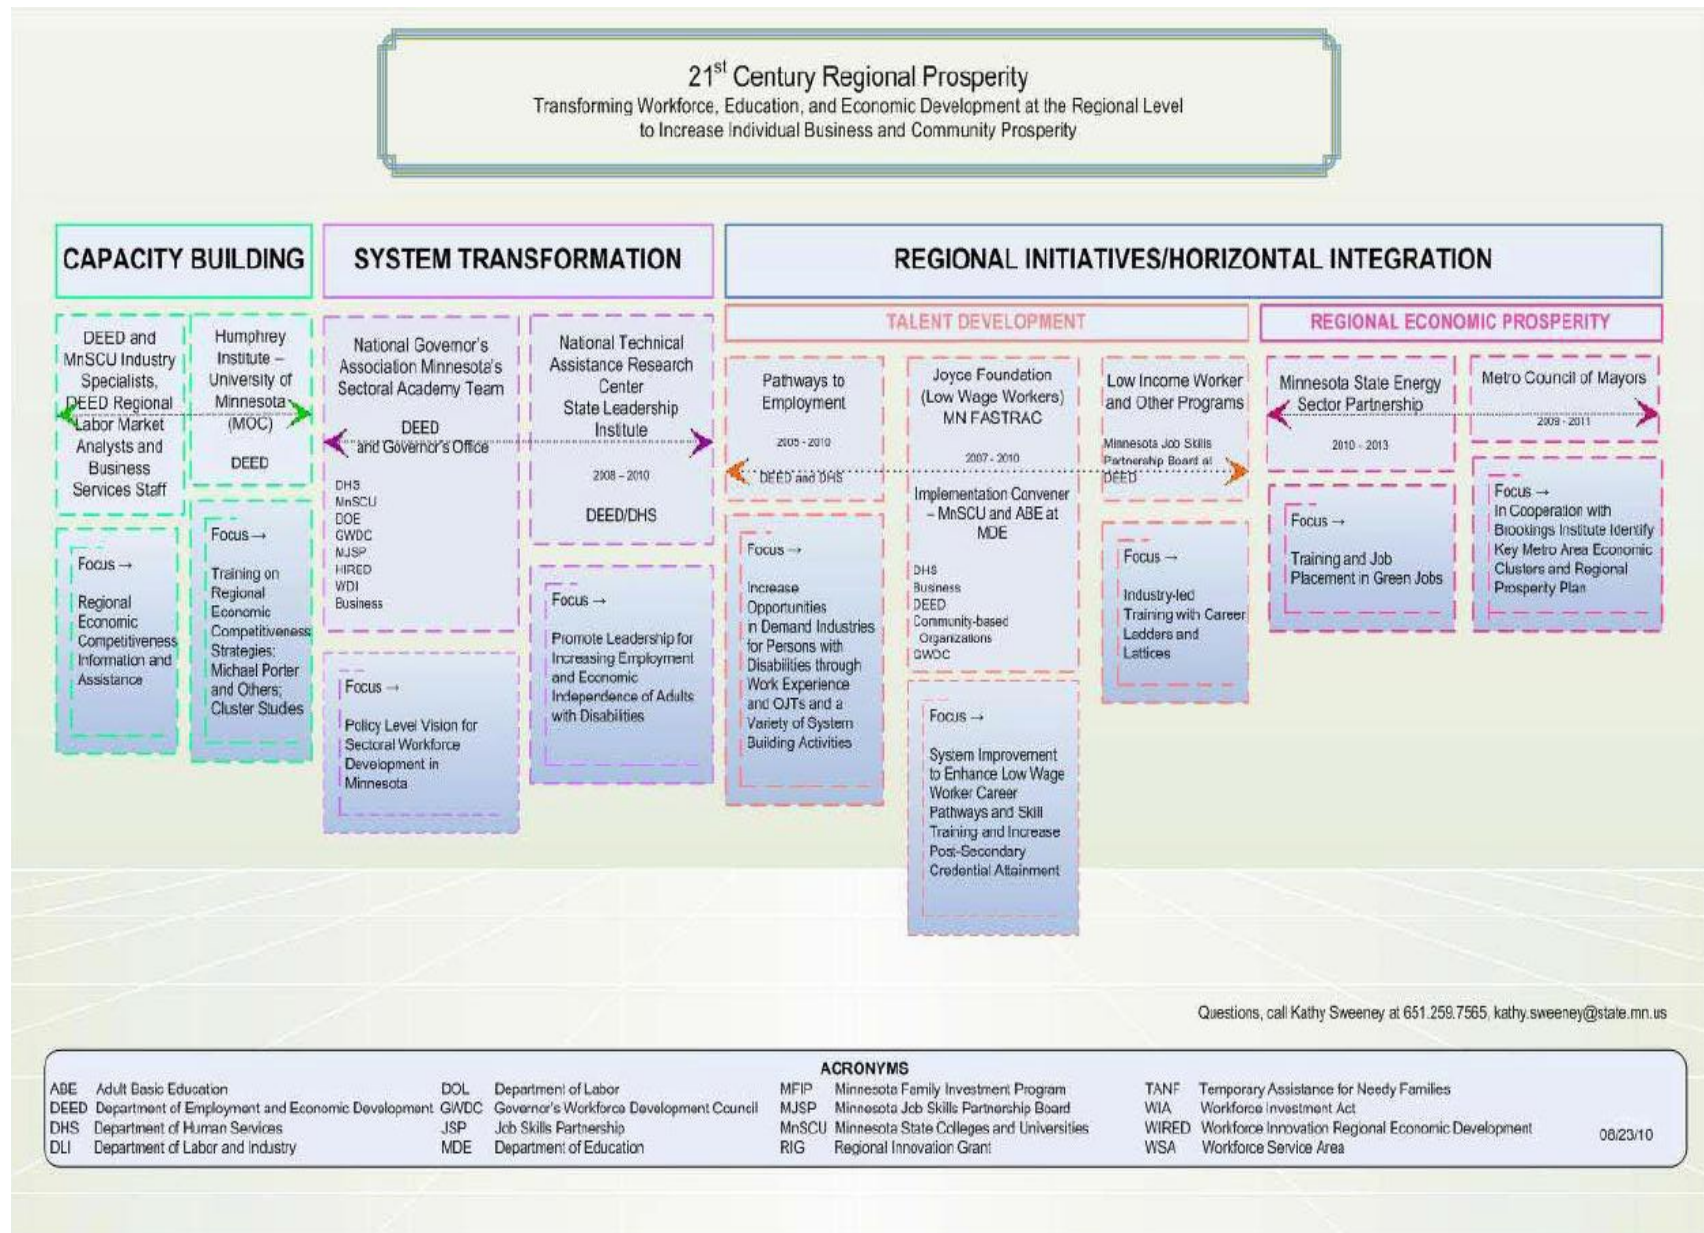 21st Century Regional Prosperity
Transforming Workforce, Education, and Economic Development at the Regional Level
to Increase Individual Business and Community Prosperity
CAPACITY BUILDING
DEED and
MnSCU Industry
Specialists,
DEED Regional
Labor Market
Analysts and
Business
Services Staff
Focus →
Regional
Economic
Competitiveness
Information and
Assistance
Humphrey
Institute –
University of
Minnesota
(MOC)
DEED
Focus →
Training on
Regional
Economic
Competitiveness
Strategies;
Michael Porter
and Others;
Cluster Studies
SYSTEM TRANSFORMATION
National Governor's
Association Minnesota's
Sectoral Academy Team
DEED
and Governor's Office
DHS
MnSCU
DOE
GWDC
MJSP
HIRED
WDI
Business
Focus →
Policy Level Vision for
Sectoral Workforce
Development in
Minnesota
National Technical
Assistance Research
Center
State Leadership
Institute
2008 – 2010
DEED/DHS
Focus →
Promote Leadership for
Increasing Employment
and Economic
Independence of Adults
with Disabilities
REGIONAL INITIATIVES/HORIZONTAL INTEGRATION
TALENT DEVELOPMENT
Pathways to
Employment
2005 - 2010
DEED and DHS
Focus →
Increase
Opportunities
in Demand Industries
for Persons with
Disabilities through
Work Experience
and OJTs and a
Variety of System
Building Activities
Joyce Foundation
(Low Wage Workers)
MN FASTRAC
2007 - 2010
Implementation Convener
– MnSCU and ABE at
MDE
DHS
Business
DEED
Community-based
Organizations
GWDC
Focus →
System Improvement
to Enhance Low Wage
Worker Career
Pathways and Skill
Training and Increase
Post-Secondary
Credential Attainment
Low Income Worker
and Other Programs
Minnesota Job Skills
Partnership Board at
DEED
Focus →
Industry-led
Training with Career
Ladders and
Lattices
REGIONAL ECONOMIC PROSPERITY
Minnesota State Energy
Sector Partnership
2010 - 2013
Focus →
Training and Job
Placement in Green Jobs
Metro Council of Mayors
2009 - 2011
Focus →
In Cooperation with
Brookings Institute Identify
Key Metro Area Economic
Clusters and Regional
Prosperity Plan
Questions, call Kathy Sweeney at 651.259.7565, kathy.sweeney@state.mn.us
ACRONYMS
ABE Adult Basic Education
DEED Department of Employment and Economic Development
DHS Department of Human Services
DLI Department of Labor and Industry
DOL Department of Labor
GWDC Governor's Workforce Development Council
JSP Job Skills Partnership
MDE Department of Education
MFIP Minnesota Family Investment Program
MJSP Minnesota Job Skills Partnership Board
MnSCU Minnesota State Colleges and Universities
RIG Regional Innovation Grant
TANF Temporary Assistance for Needy Families
WIA Workforce Investment Act
WIRED Workforce Innovation Regional Economic Development
WSA Workforce Service Area
08/23/10